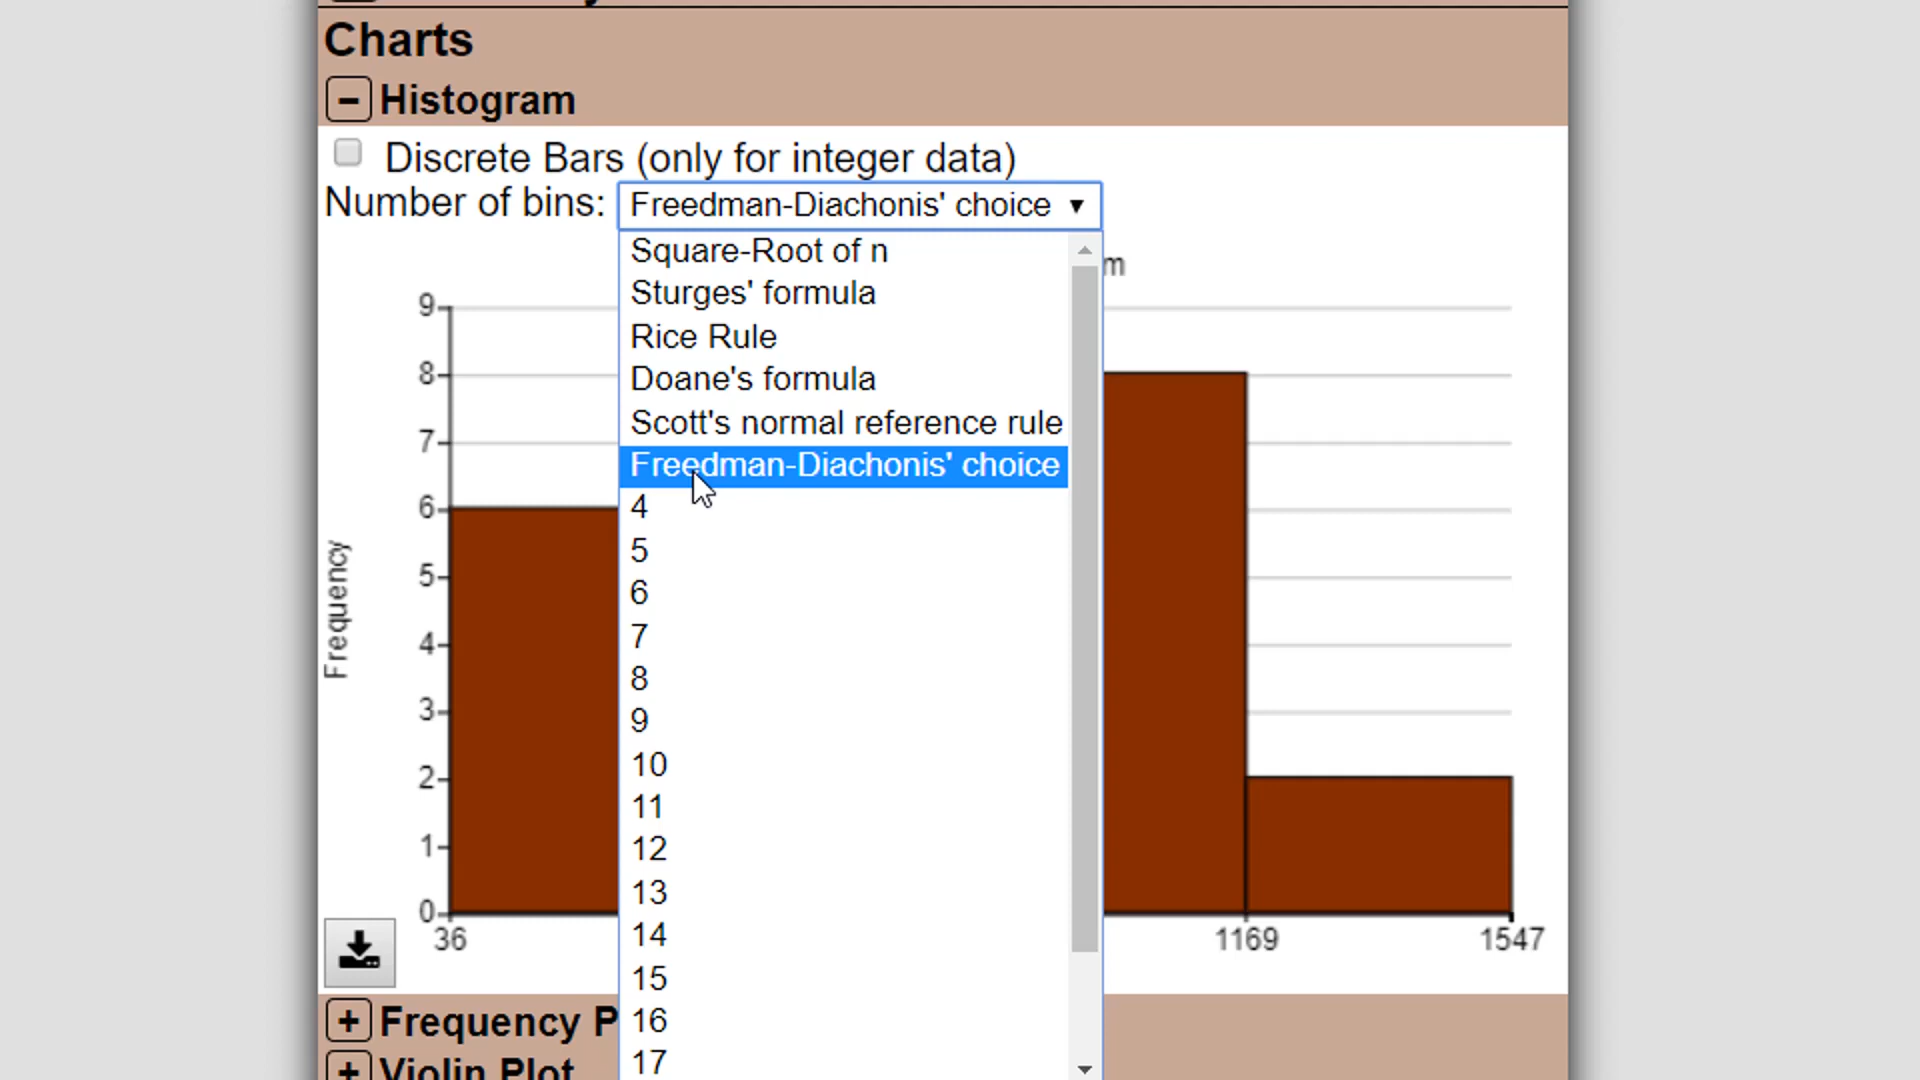 Charts
Histogram
Discrete Bars (only for integer data)
Number of bins: Freedman-Diachonis' choice
Square-Root of n
Sturges' formula
Rice Rule
Doane's formula
Scott's normal reference rule
Freedman-Diachonis' choice
4
5
6
7
8
9
10
11
12
13
14
15
16
17
m
9
8
7
6
5
4
3
2
1
0
Frequency
36
1169
1547
Frequency P
Violin Plot